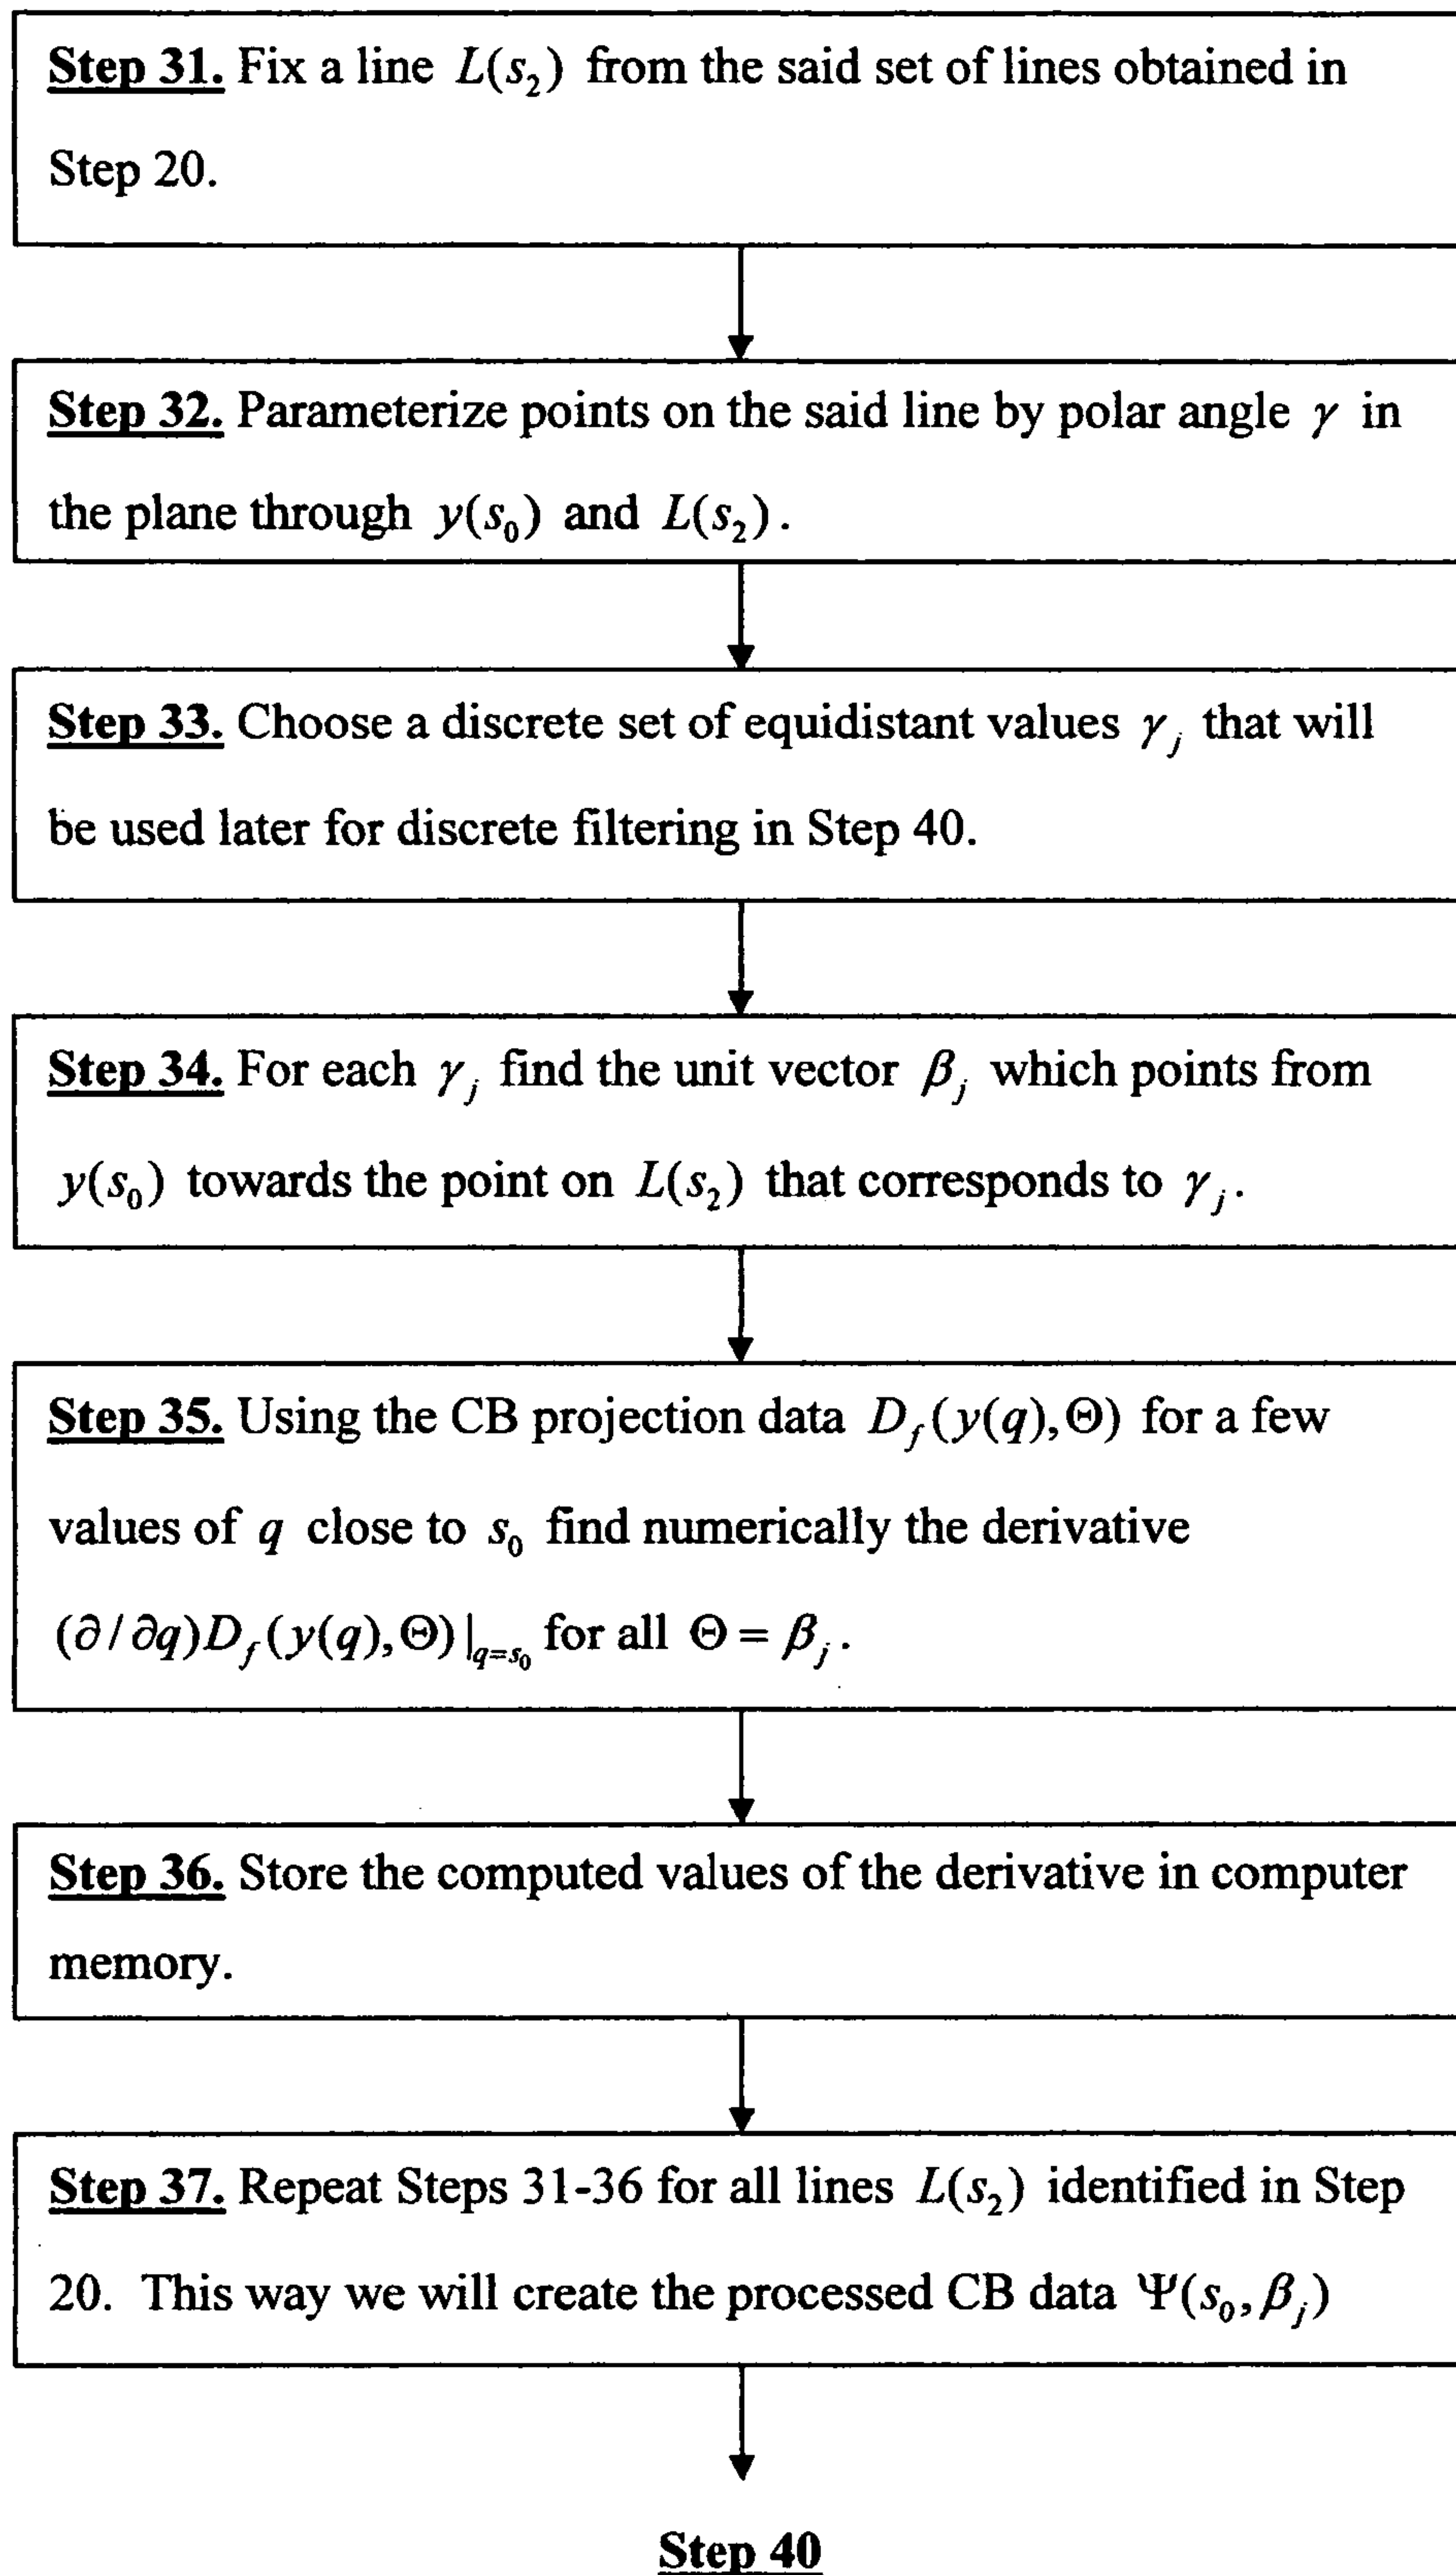 Step 31. Fix a line L(s₂) from the said set of lines obtained in
Step 20.
Step 32. Parameterize points on the said line by polar angle γ in
the plane through y(s₀) and L(s₂).
Step 33. Choose a discrete set of equidistant values γⱼ that will
be used later for discrete filtering in Step 40.
Step 34. For each γⱼ find the unit vector βⱼ which points from
y(s₀) towards the point on L(s₂) that corresponds to γⱼ.
Step 35. Using the CB projection data D_f(y(q),Θ) for a few
values of q close to s₀ find numerically the derivative
(∂/∂q)D_f(y(q),Θ)|_{q=s₀} for all Θ = βⱼ.
Step 36. Store the computed values of the derivative in computer
memory.
Step 37. Repeat Steps 31-36 for all lines L(s₂) identified in Step
20. This way we will create the processed CB data Ψ(s₀,βⱼ)
Step 40